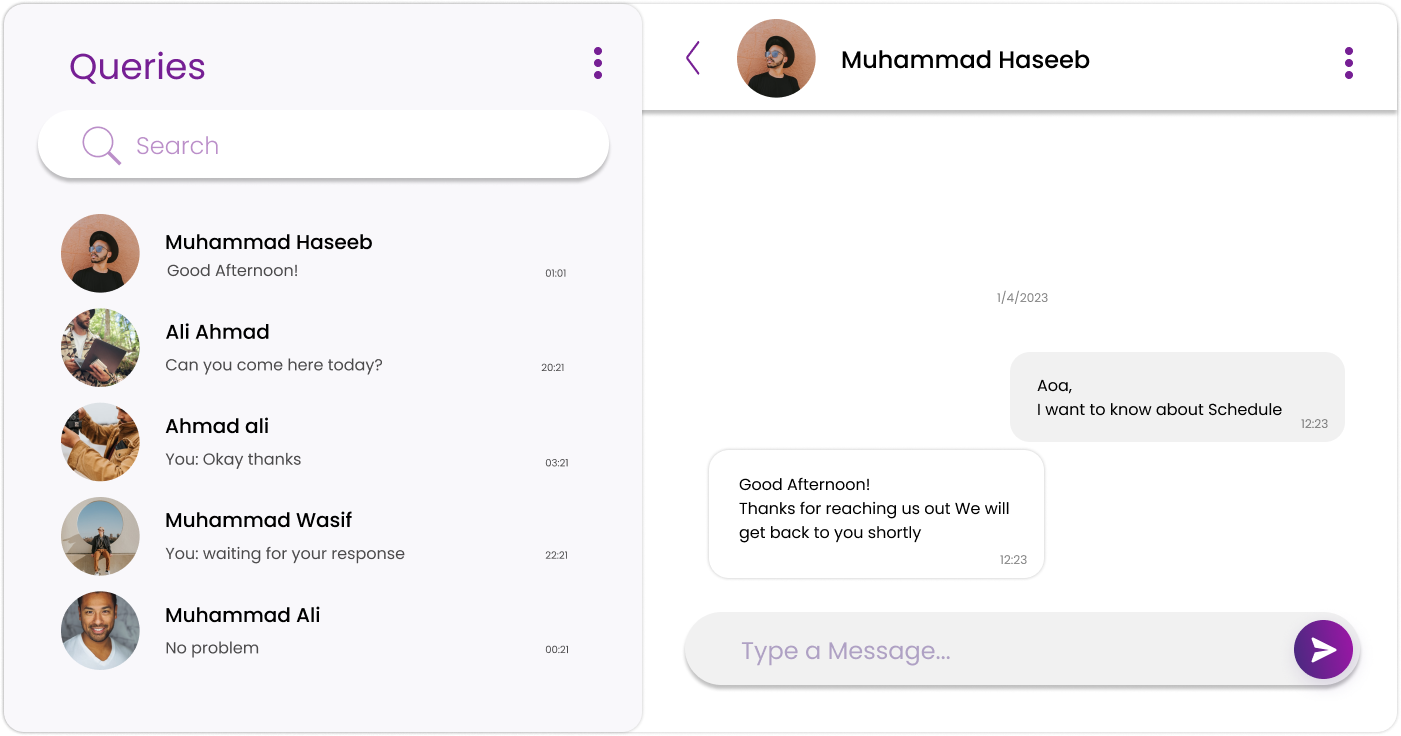 Queries
Search
Muhammad Haseeb
Good Afternoon!
01:01
Ali Ahmad
Can you come here today?
20:21
Ahmad ali
You: Okay thanks
03:21
Muhammad Wasif
You: waiting for your response
22:21
Muhammad Ali
No problem
00:21
Muhammad Haseeb
1/4/2023
Aoa,
I want to know about Schedule
12:23
Good Afternoon!
Thanks for reaching us out We will
get back to you shortly
12:23
Type a Message...